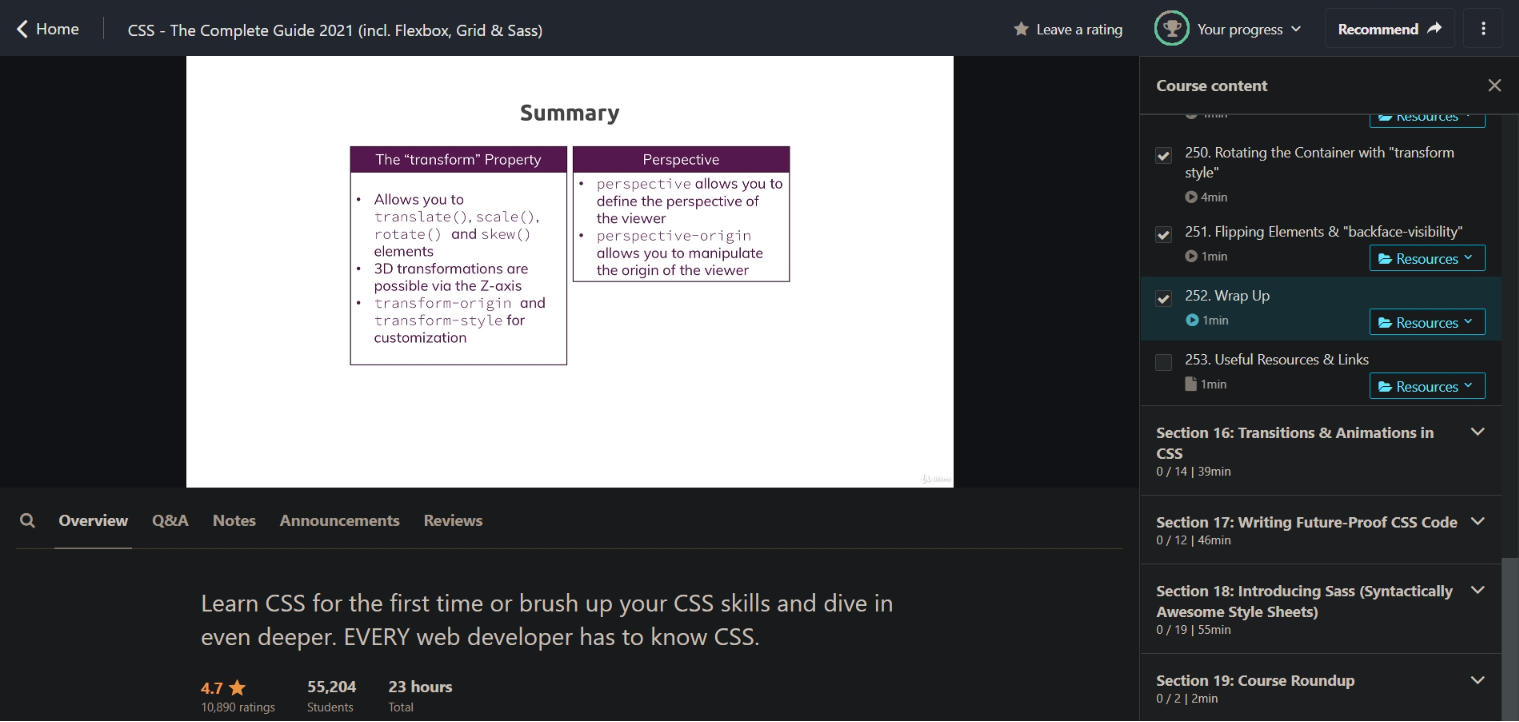 Home
CSS - The Complete Guide 2021 (incl. Flexbox, Grid & Sass)
Leave a rating
Your progress
Recommend
Summary
The “transform” Property
Allows you to
translate(), scale(),
rotate() and skew()
elements
3D transformations are
possible via the Z-axis
transform-origin and
transform-style for
customization
Perspective
perspective allows you to
define the perspective of
the viewer
perspective-origin
allows you to manipulate
the origin of the viewer
Overview
Q&A
Notes
Announcements
Reviews
Learn CSS for the first time or brush up your CSS skills and dive in
even deeper. EVERY web developer has to know CSS.
4.7
10,890 ratings
55,204
Students
23 hours
Total
Course content
1min
Resources
250. Rotating the Container with "transform
style"
4min
251. Flipping Elements & "backface-visibility"
1min
Resources
252. Wrap Up
1min
Resources
253. Useful Resources & Links
1min
Resources
Section 16: Transitions & Animations in
CSS
0 / 14 | 39min
Section 17: Writing Future-Proof CSS Code
0 / 12 | 46min
Section 18: Introducing Sass (Syntactically
Awesome Style Sheets)
0 / 19 | 55min
Section 19: Course Roundup
0 / 2 | 2min